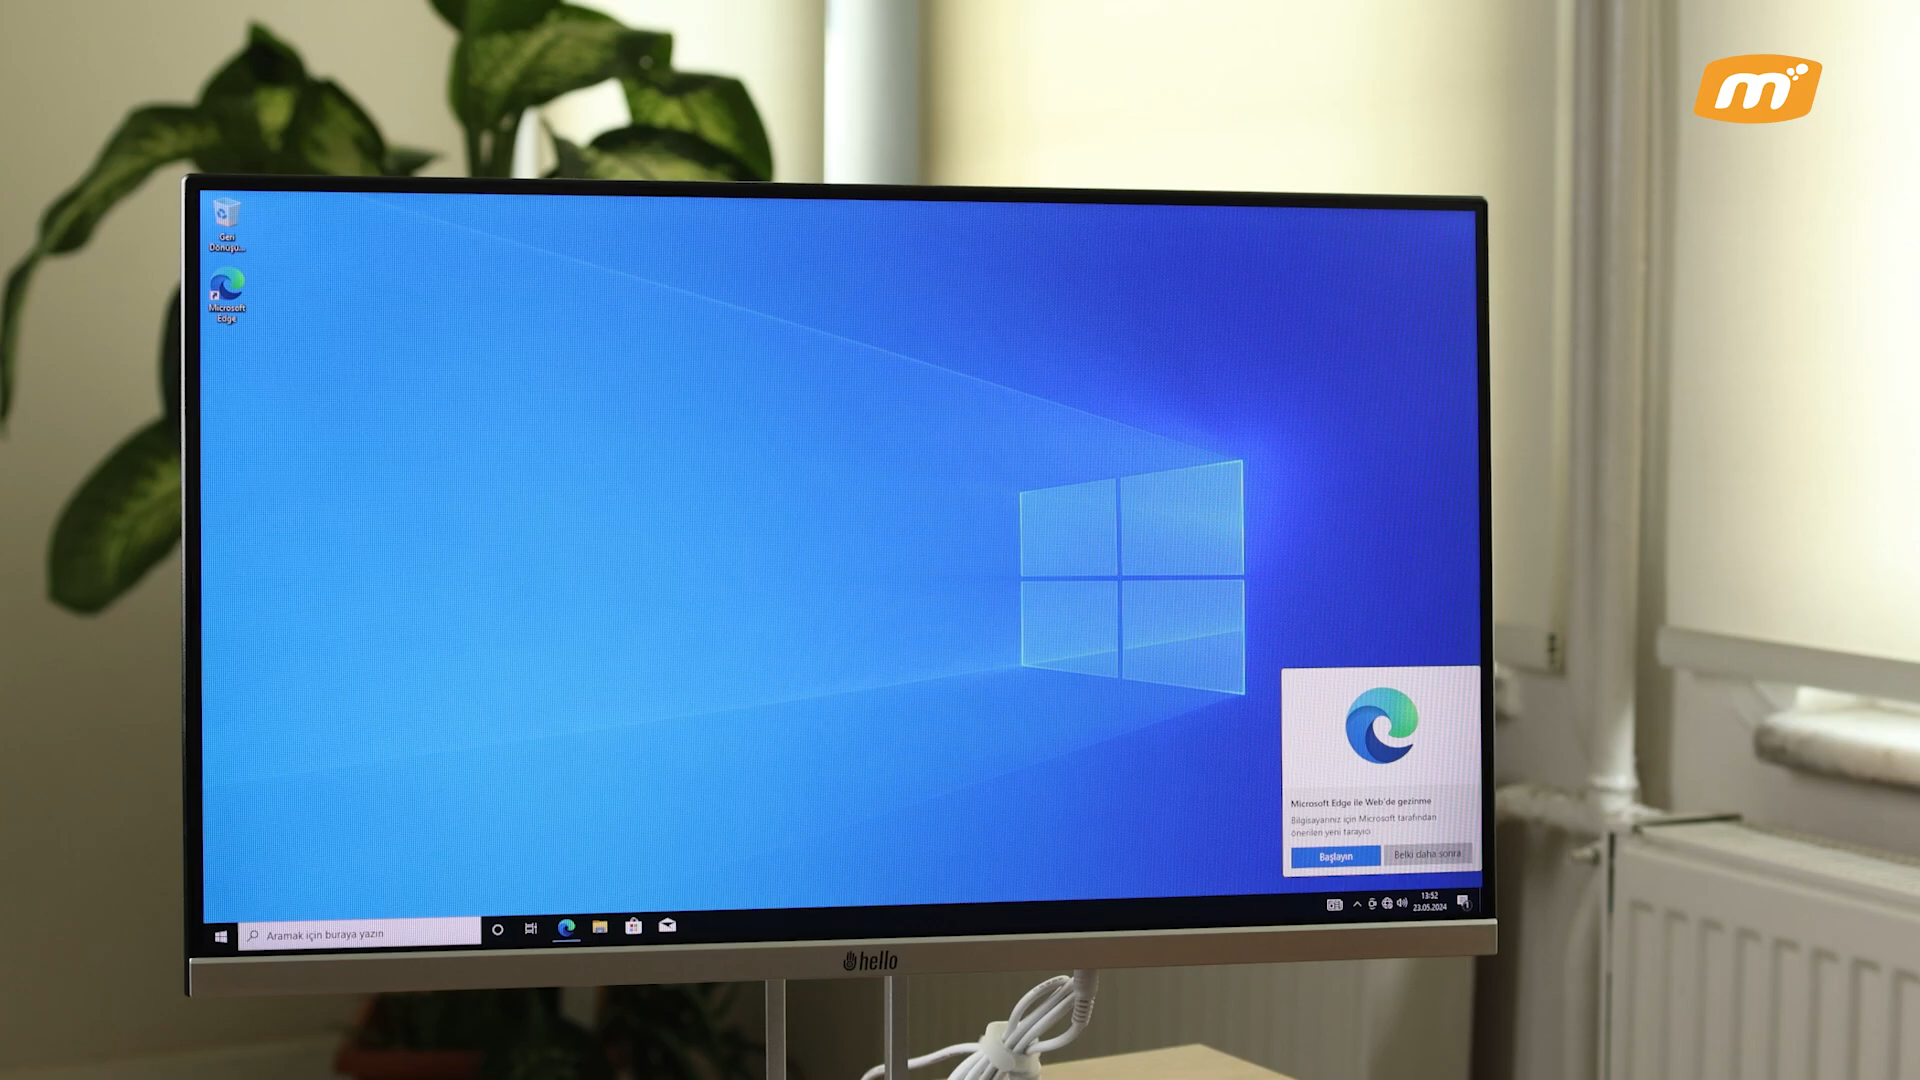 m
Geri
Dönüşü...
Microsoft
Edge
Microsoft Edge ile Web'de gezinme
Bilgisayarınız için Microsoft tarafından
önerilen yeni tarayıcı
Başlayın
Belki daha sonra
Aramak için buraya yazın
13:52
23.05.2024
1
hello